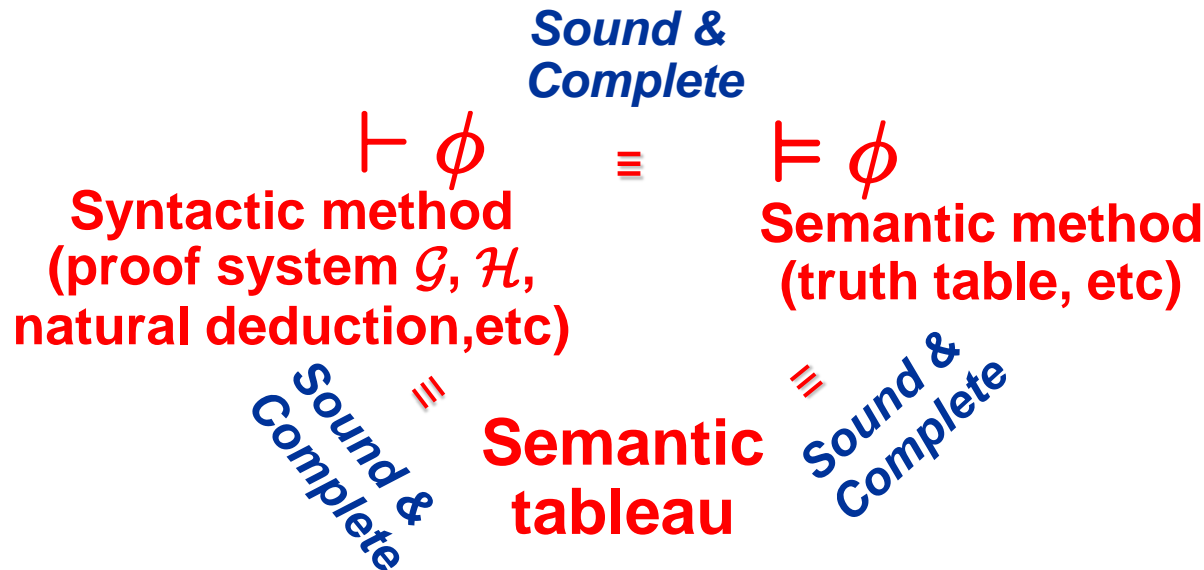 Sound &
Complete
⊢ ϕ ≡ ⊨ ϕ
Syntactic method
(proof system 𝒢, ℋ,
natural deduction,etc)
Semantic method
(truth table, etc)
≡
Sound &
Complete
≡
Sound &
Complete
Semantic
tableau